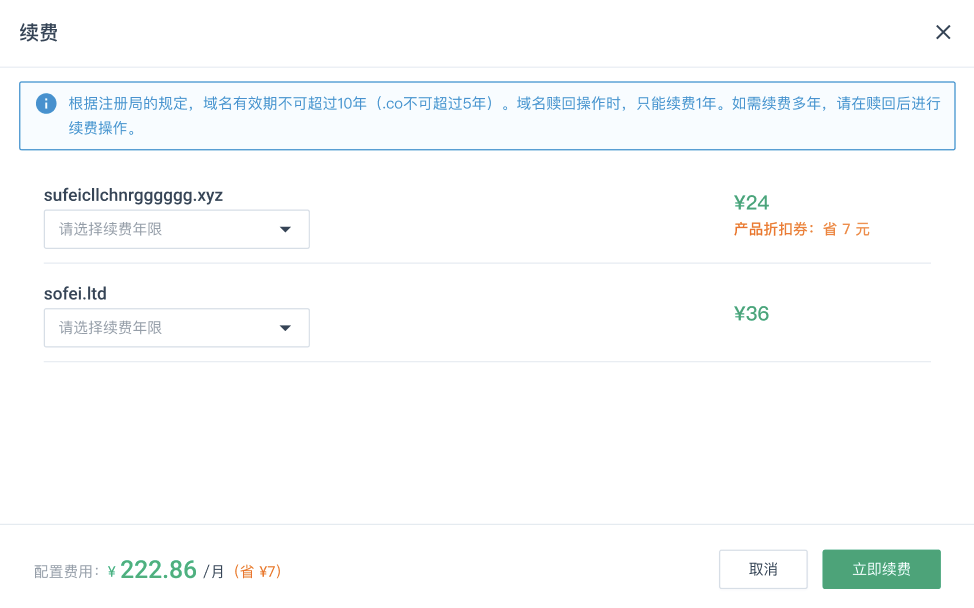 续费
根据注册局的规定，域名有效期不可超过10年（.co不可超过5年）。域名赎回操作时，只能续费1年。如需续费多年，请在赎回后进行
续费操作。
sufeicllchnrgggggg.xyz
请选择续费年限
¥24
产品折扣券：省 7 元
sofei.ltd
请选择续费年限
¥36
配置费用：¥ 222.86 /月（省 ¥7）
取消
立即续费